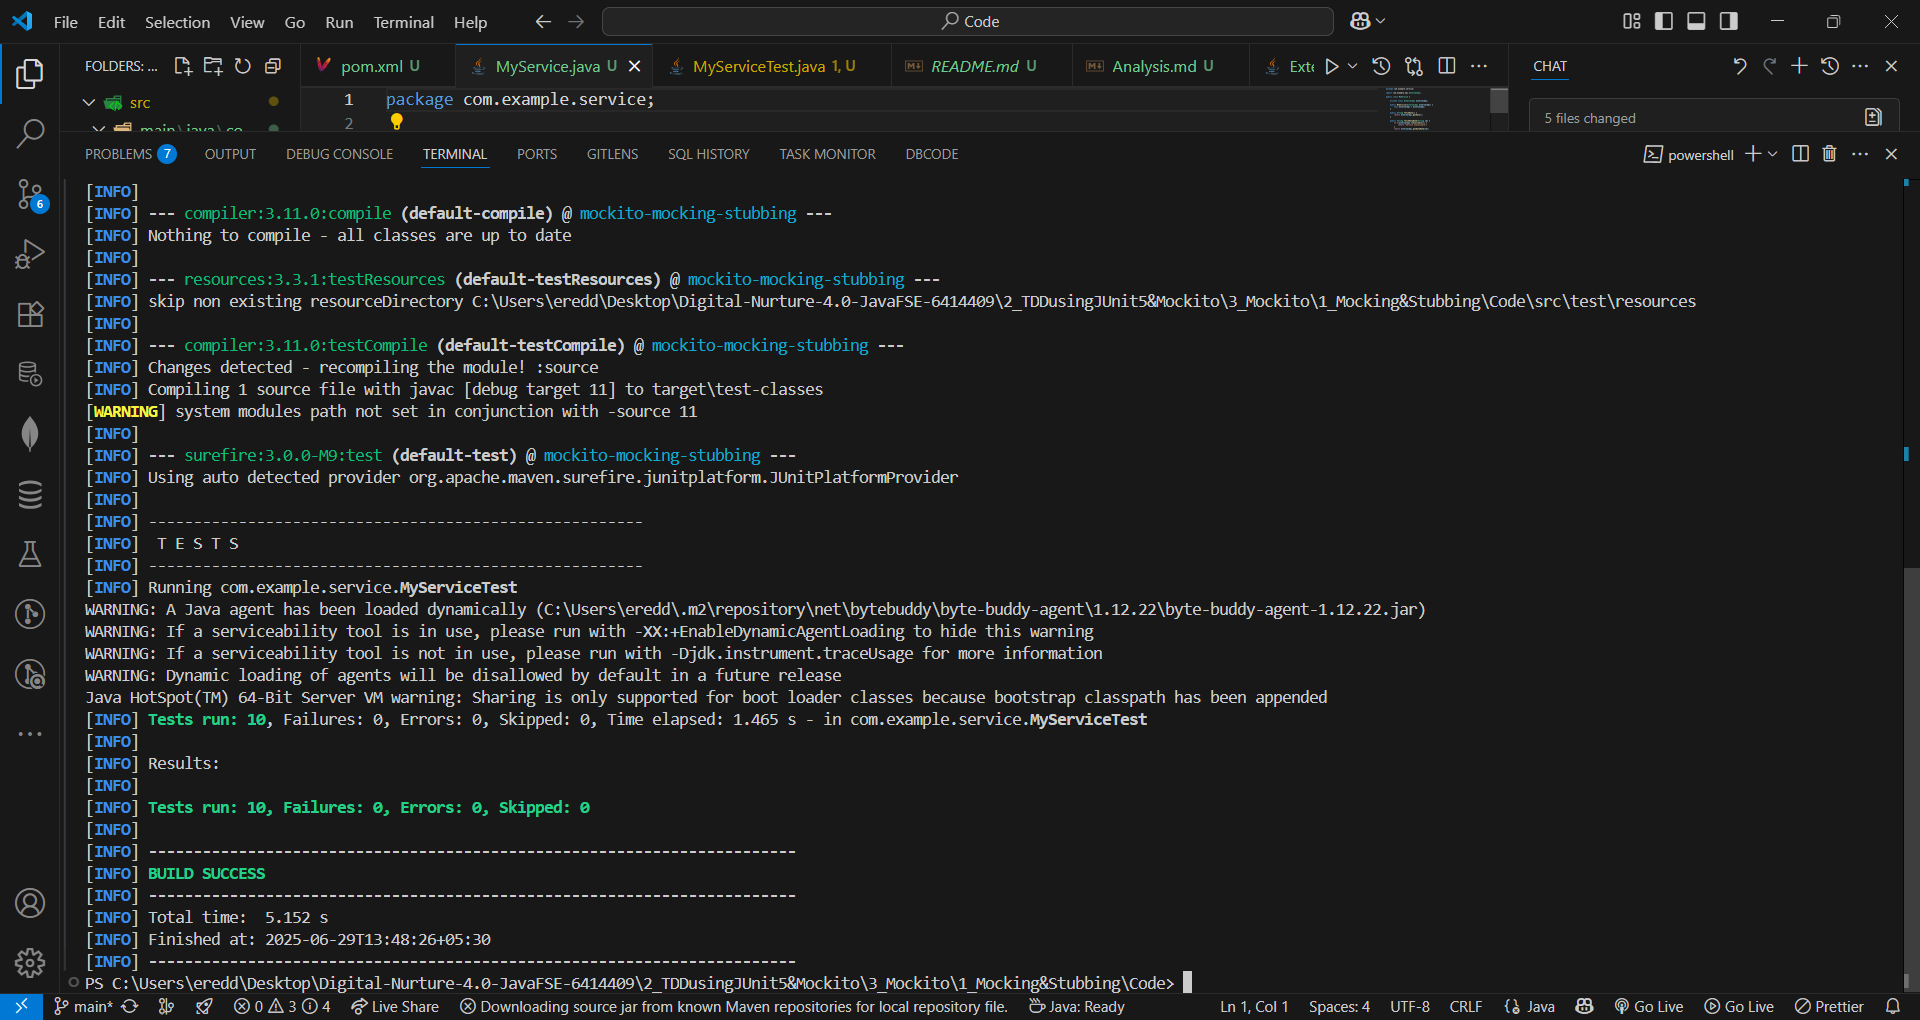 File Edit Selection View Go Run Terminal Help
Code
FOLDERS: ...
pom.xml U
MyService.java U
MyServiceTest.java 1, U
README.md U
Analysis.md U
Exte
CHAT
src
1 package com.example.service;
2
5 files changed
PROBLEMS 7 OUTPUT DEBUG CONSOLE TERMINAL PORTS GITLENS SQL HISTORY TASK MONITOR DBCODE
powershell
[INFO]
[INFO] --- compiler:3.11.0:compile (default-compile) @ mockito-mocking-stubbing ---
[INFO] Nothing to compile - all classes are up to date
[INFO]
[INFO] --- resources:3.3.1:testResources (default-testResources) @ mockito-mocking-stubbing ---
[INFO] skip non existing resourceDirectory C:\Users\eredd\Desktop\Digital-Nurture-4.0-JavaFSE-6414409\2_TDDusingJUnit5&Mockito\3_Mockito\1_Mocking&Stubbing\Code\src\test\resources
[INFO]
[INFO] --- compiler:3.11.0:testCompile (default-testCompile) @ mockito-mocking-stubbing ---
[INFO] Changes detected - recompiling the module! :source
[INFO] Compiling 1 source file with javac [debug target 11] to target\test-classes
[WARNING] system modules path not set in conjunction with -source 11
[INFO]
[INFO] --- surefire:3.0.0-M9:test (default-test) @ mockito-mocking-stubbing ---
[INFO] Using auto detected provider org.apache.maven.surefire.junitplatform.JUnitPlatformProvider
[INFO]
[INFO] -------------------------------------------------------
[INFO]  T E S T S
[INFO] -------------------------------------------------------
[INFO] Running com.example.service.MyServiceTest
WARNING: A Java agent has been loaded dynamically (C:\Users\eredd\.m2\repository\net\bytebuddy\byte-buddy-agent\1.12.22\byte-buddy-agent-1.12.22.jar)
WARNING: If a serviceability tool is in use, please run with -XX:+EnableDynamicAgentLoading to hide this warning
WARNING: If a serviceability tool is not in use, please run with -Djdk.instrument.traceUsage for more information
WARNING: Dynamic loading of agents will be disallowed by default in a future release
Java HotSpot(TM) 64-Bit Server VM warning: Sharing is only supported for boot loader classes because bootstrap classpath has been appended
[INFO] Tests run: 10, Failures: 0, Errors: 0, Skipped: 0, Time elapsed: 1.465 s - in com.example.service.MyServiceTest
[INFO]
[INFO] Results:
[INFO]
[INFO] Tests run: 10, Failures: 0, Errors: 0, Skipped: 0
[INFO]
[INFO] ------------------------------------------------------------------------
[INFO] BUILD SUCCESS
[INFO] ------------------------------------------------------------------------
[INFO] Total time:  5.152 s
[INFO] Finished at: 2025-06-29T13:48:26+05:30
[INFO] ------------------------------------------------------------------------
PS C:\Users\eredd\Desktop\Digital-Nurture-4.0-JavaFSE-6414409\2_TDDusingJUnit5&Mockito\3_Mockito\1_Mocking&Stubbing\Code>
6
main* 0 3 4 Live Share Downloading source jar from known Maven repositories for local repository file. Java: Ready Ln 1, Col 1 Spaces: 4 UTF-8 CRLF Java Go Live Go Live Prettier